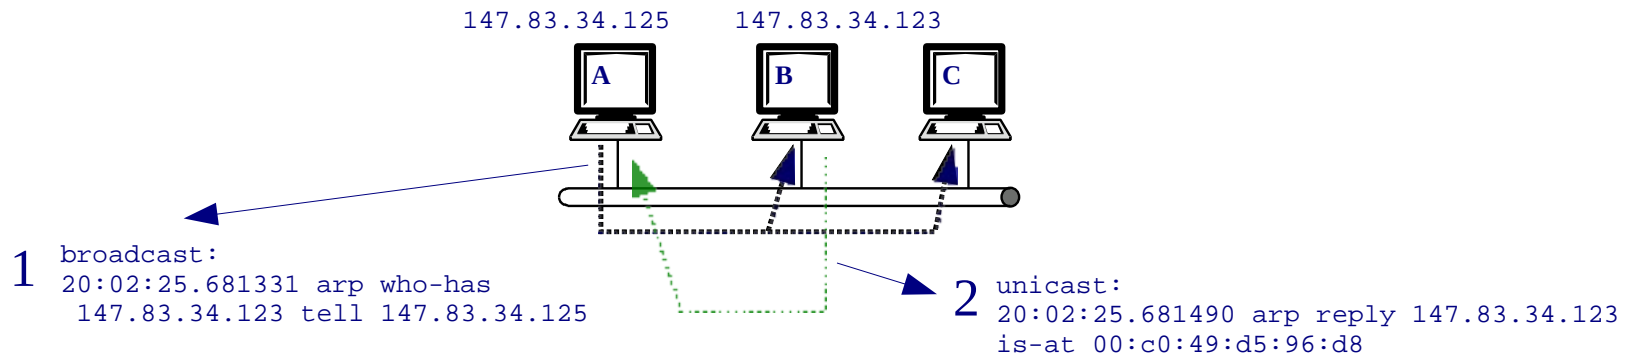 147.83.34.125 147.83.34.123
A B C
1 broadcast:
20:02:25.681331 arp who-has
147.83.34.123 tell 147.83.34.125
2 unicast:
20:02:25.681490 arp reply 147.83.34.123
is-at 00:c0:49:d5:96:d8